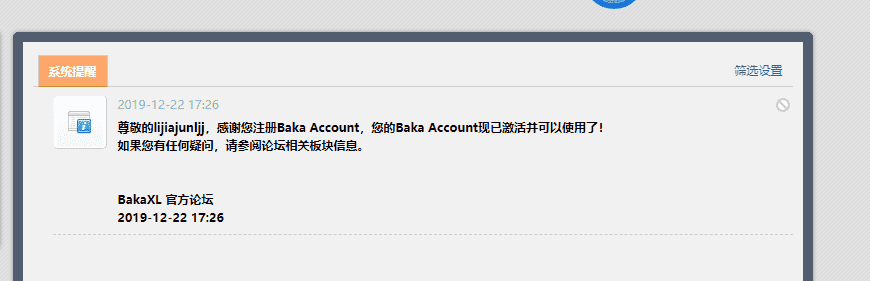 系统提醒
筛选设置
2019-12-22 17:26
尊敬的lijiajunljj，感谢您注册Baka Account，您的Baka Account现已激活并可以使用了！
如果您有任何疑问，请参阅论坛相关板块信息。
BakaXL 官方论坛
2019-12-22 17:26